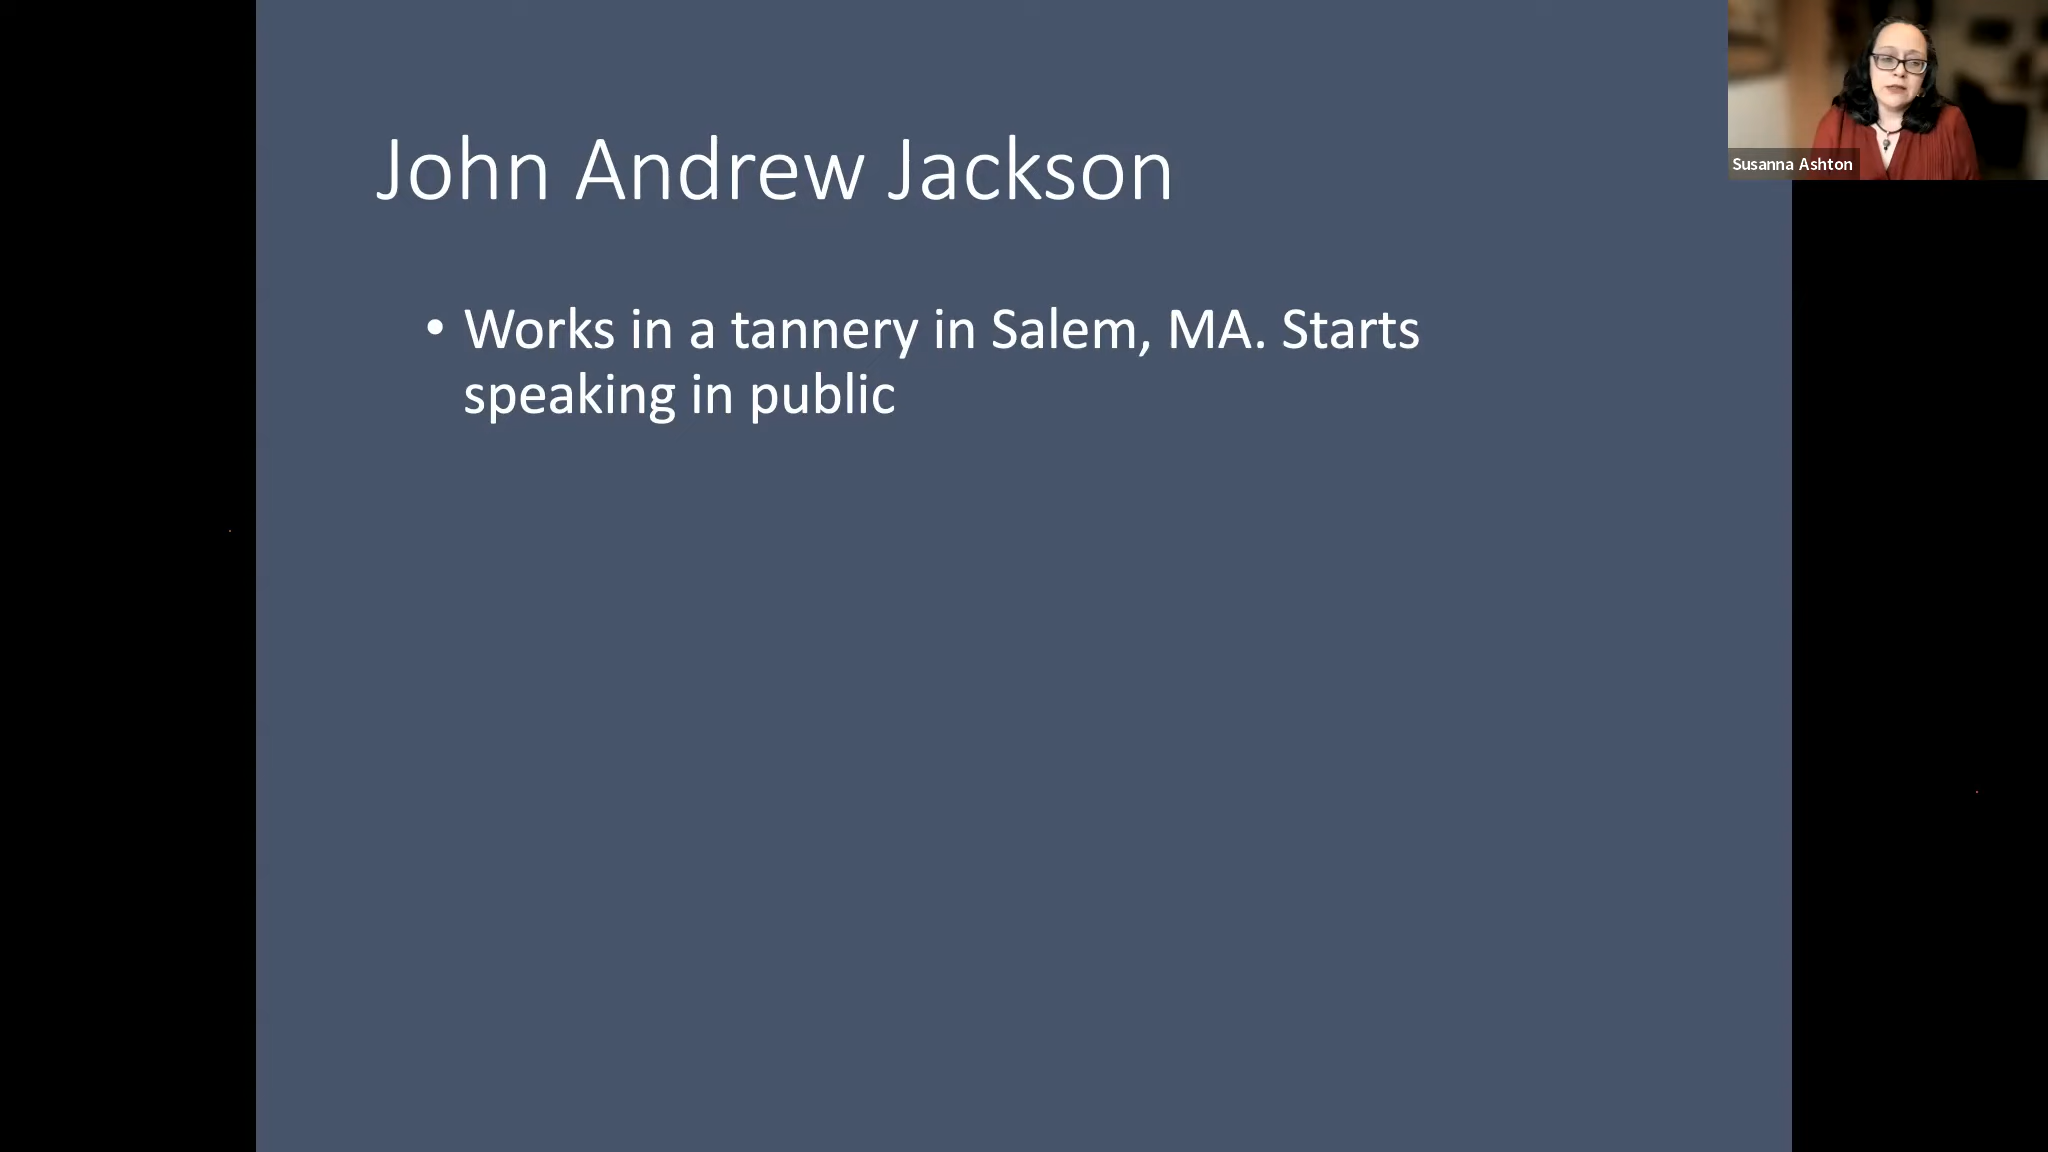 John Andrew Jackson
Susanna Ashton
• Works in a tannery in Salem, MA. Starts
speaking in public